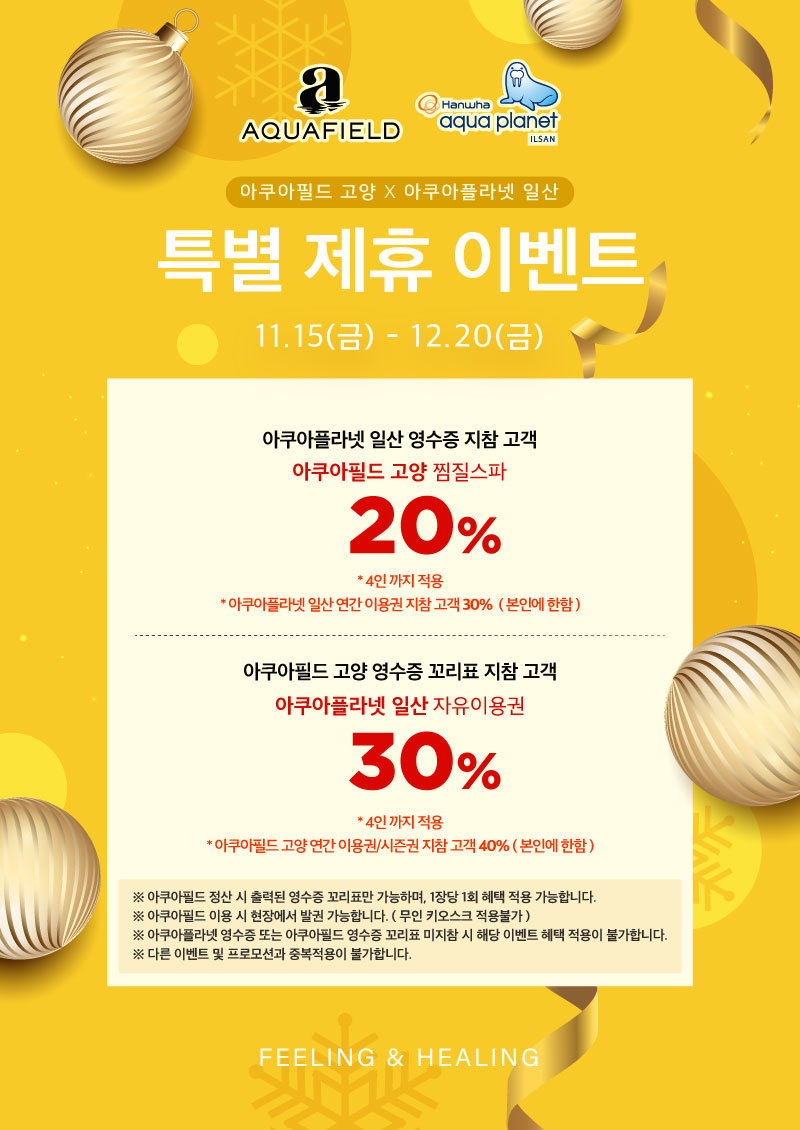 a
AQUAFIELD
Hanwha
aqua planet
ILSAN
아쿠아필드 고양 X 아쿠아플라넷 일산
특별 제휴 이벤트
11.15(금) - 12.20(금)
아쿠아플라넷 일산 영수증 지참 고객
아쿠아필드 고양 찜질스파
20%
* 4인 까지 적용
* 아쿠아플라넷 일산 연간 이용권 지참 고객 30% ( 본인에 한함 )
아쿠아필드 고양 영수증 꼬리표 지참 고객
아쿠아플라넷 일산 자유이용권
30%
* 4인 까지 적용
* 아쿠아필드 고양 연간 이용권/시즌권 지참 고객 40% ( 본인에 한함 )
※ 아쿠아필드 정산 시 출력된 영수증 꼬리표만 가능하며, 1장당 1회 혜택 적용 가능합니다.
※ 아쿠아필드 이용 시 현장에서 발권 가능합니다. ( 무인 키오스크 적용불가 )
※ 아쿠아플라넷 영수증 또는 아쿠아필드 영수증 꼬리표 미지참 시 해당 이벤트 혜택 적용이 불가합니다.
※ 다른 이벤트 및 프로모션과 중복적용이 불가합니다.
FEELING & HEALING